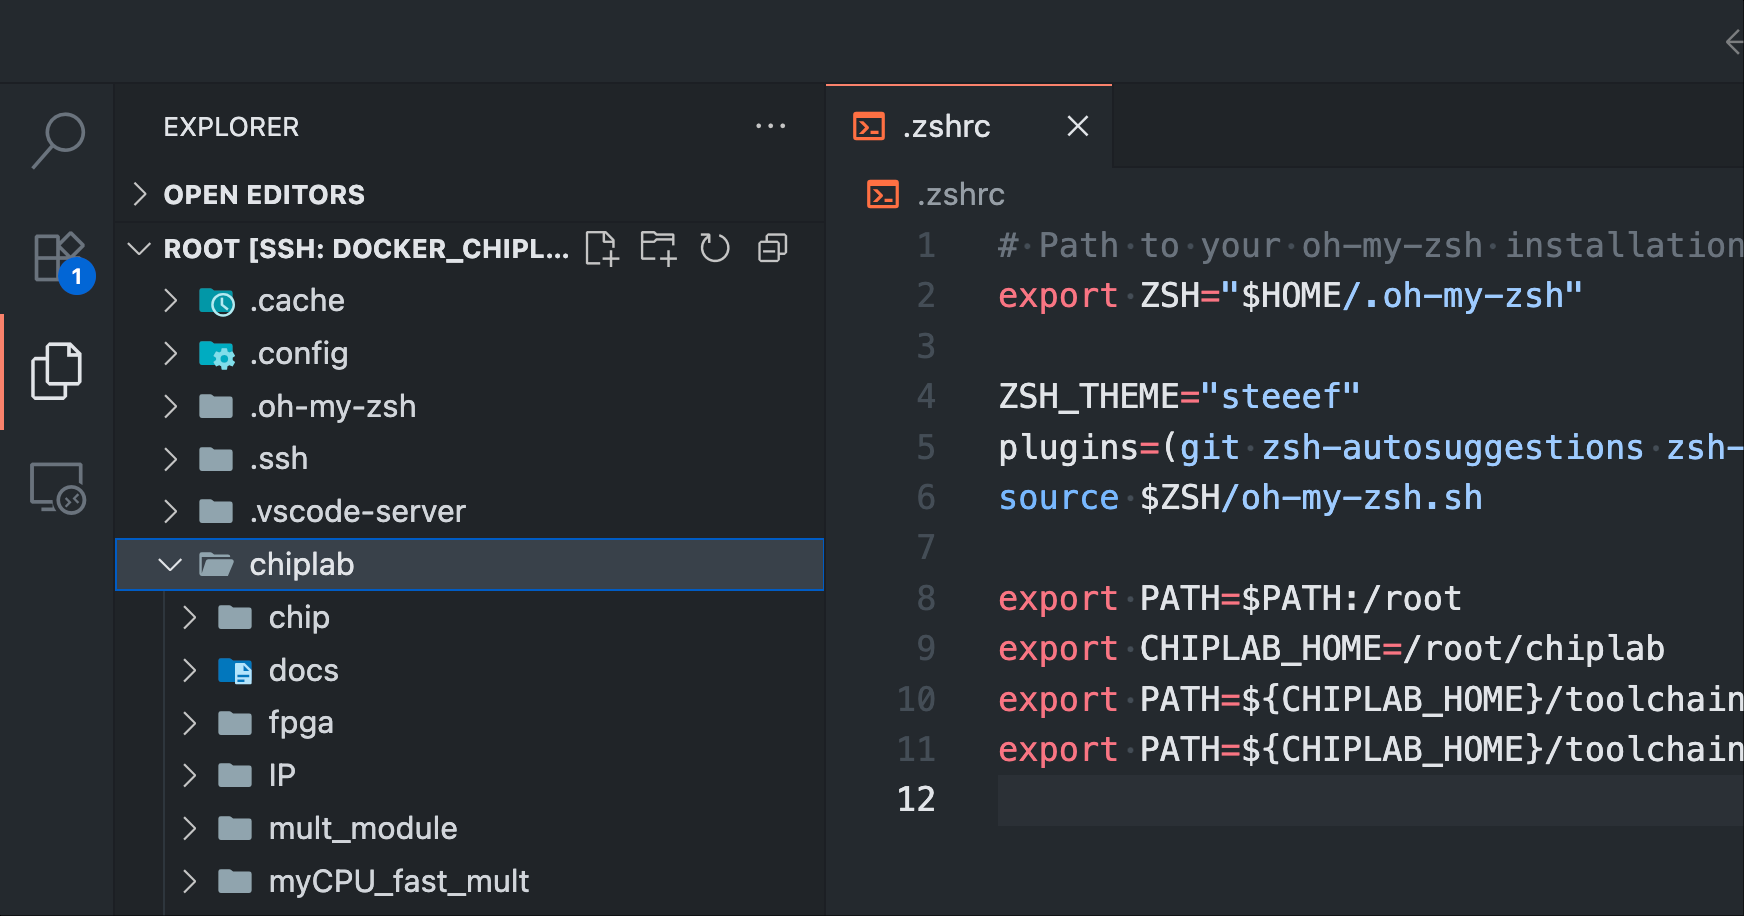 EXPLORER
OPEN EDITORS
ROOT [SSH: DOCKER_CHIPL...
.cache
.config
.oh-my-zsh
.ssh
.vscode-server
chiplab
chip
docs
fpga
IP
mult_module
myCPU_fast_mult
1
.zshrc
.zshrc
1 # Path to your oh-my-zsh installation
2 export ZSH="$HOME/.oh-my-zsh"
3
4 ZSH_THEME="steeef"
5 plugins=(git zsh-autosuggestions zsh-
6 source $ZSH/oh-my-zsh.sh
7
8 export PATH=$PATH:/root
9 export CHIPLAB_HOME=/root/chiplab
10 export PATH=${CHIPLAB_HOME}/toolchain
11 export PATH=${CHIPLAB_HOME}/toolchain
12